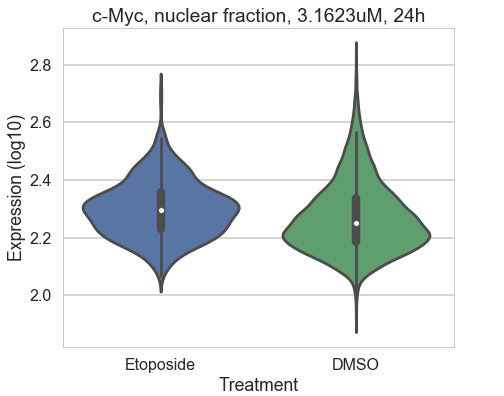 c-Myc, nuclear fraction, 3.1623uM, 24h
Expression (log10)
2.8
2.6
2.4
2.2
2.0
Etoposide DMSO
Treatment